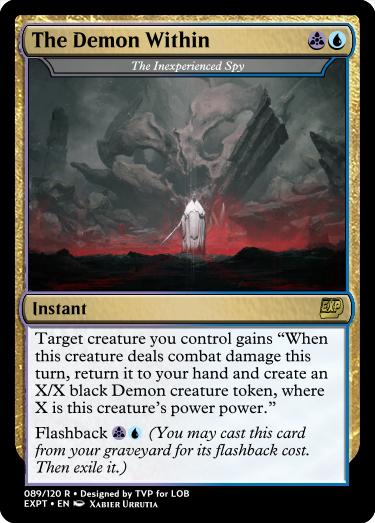 The Demon Within
The Inexperienced Spy
Instant
EXP
Target creature you control gains “When
this creature deals combat damage this
turn, return it to your hand and create an
X/X black Demon creature token, where
X is this creature's power power.”
Flashback (You may cast this card
from your graveyard for its flashback cost.
Then exile it.)
089/120 R • Designed by TVP for LOB
EXPT • EN Xabier Urrutia